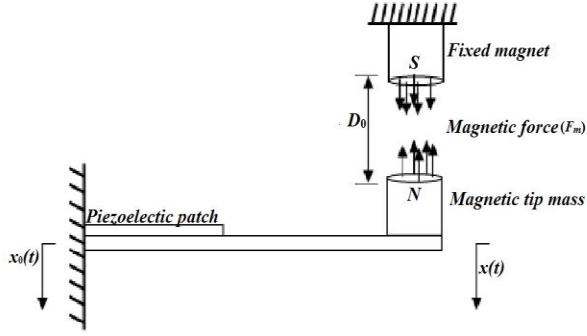 Fixed magnet
S
D₀
Magnetic force (Fₘ)
N
Magnetic tip mass
Piezoelectic patch
x₀(t)
x(t)